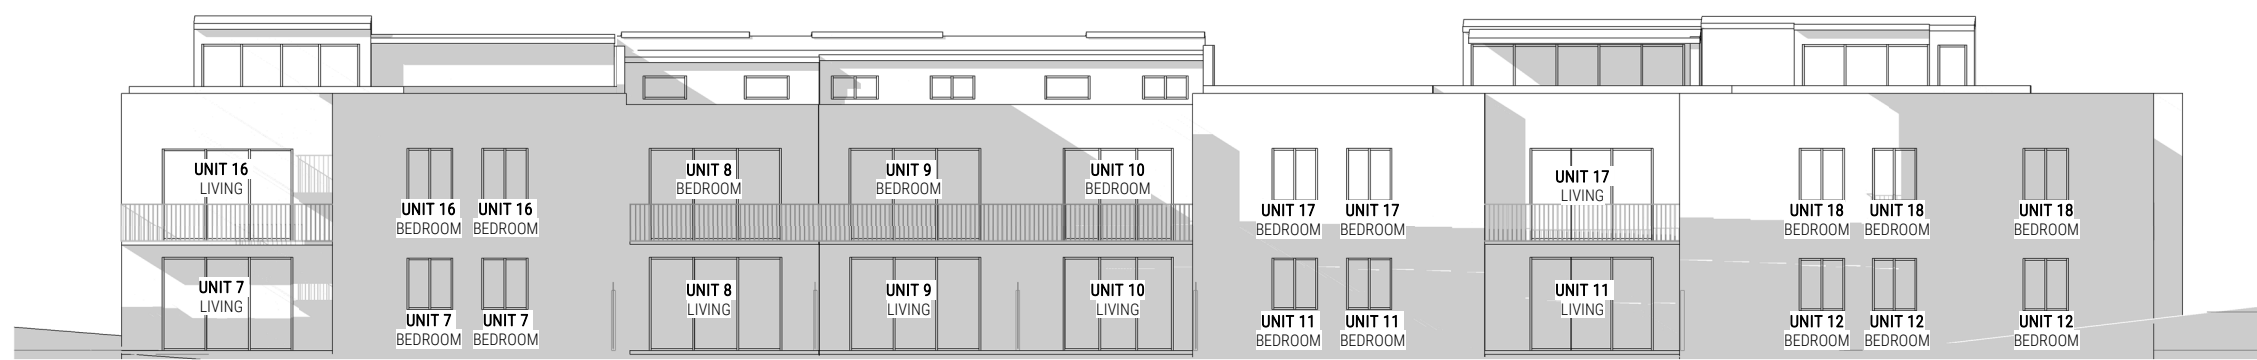 UNIT 16
LIVING
UNIT 16
BEDROOM
UNIT 16
BEDROOM
UNIT 8
BEDROOM
UNIT 9
BEDROOM
UNIT 10
BEDROOM
UNIT 17
BEDROOM
UNIT 17
BEDROOM
UNIT 17
LIVING
UNIT 18
BEDROOM
UNIT 18
BEDROOM
UNIT 18
BEDROOM
UNIT 7
LIVING
UNIT 7
BEDROOM
UNIT 7
BEDROOM
UNIT 8
LIVING
UNIT 9
LIVING
UNIT 10
LIVING
UNIT 11
BEDROOM
UNIT 11
BEDROOM
UNIT 11
LIVING
UNIT 12
BEDROOM
UNIT 12
BEDROOM
UNIT 12
BEDROOM